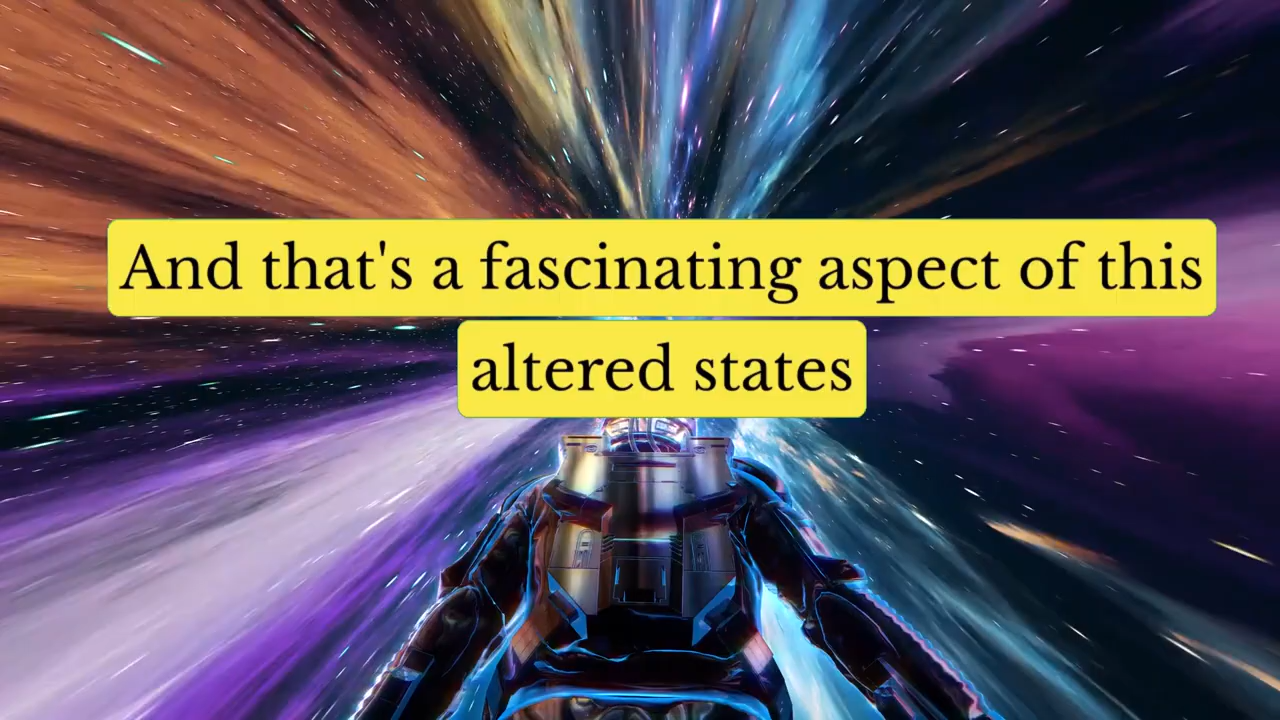 And that's a fascinating aspect of this
altered states